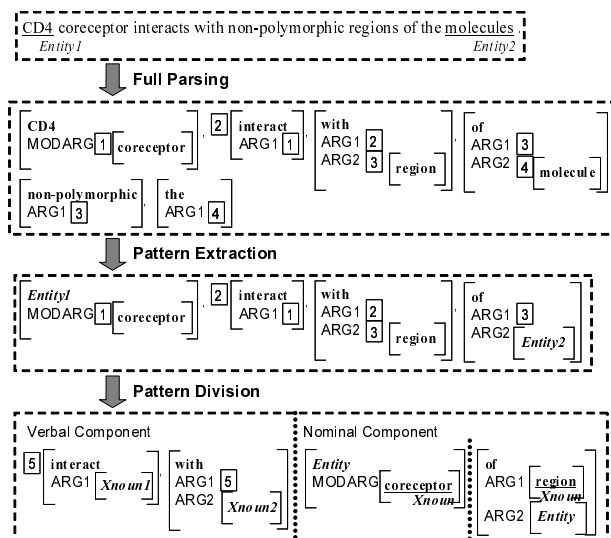 CD4 coreceptor interacts with non-polymorphic regions of the molecules .
Entity1 Entity2
Full Parsing
CD4 , 2 interact , with , of
MODARG 1 coreceptor ARG1 1 ARG1 2 ARG1 3
ARG2 3 region ARG2 4 molecule
non-polymorphic , the
ARG1 3 ARG1 4
Pattern Extraction
Entity1 , 2 interact , with , of
MODARG 1 coreceptor ARG1 1 ARG1 2 ARG1 3
ARG2 3 region ARG2 Entity2
Pattern Division
Verbal Component Nominal Component
5 interact , with Entity of
ARG1 Xnoun1 ARG1 5 MODARG coreceptor ARG1 region
ARG2 Xnoun2 Xnoun Xnoun
ARG2 Entity